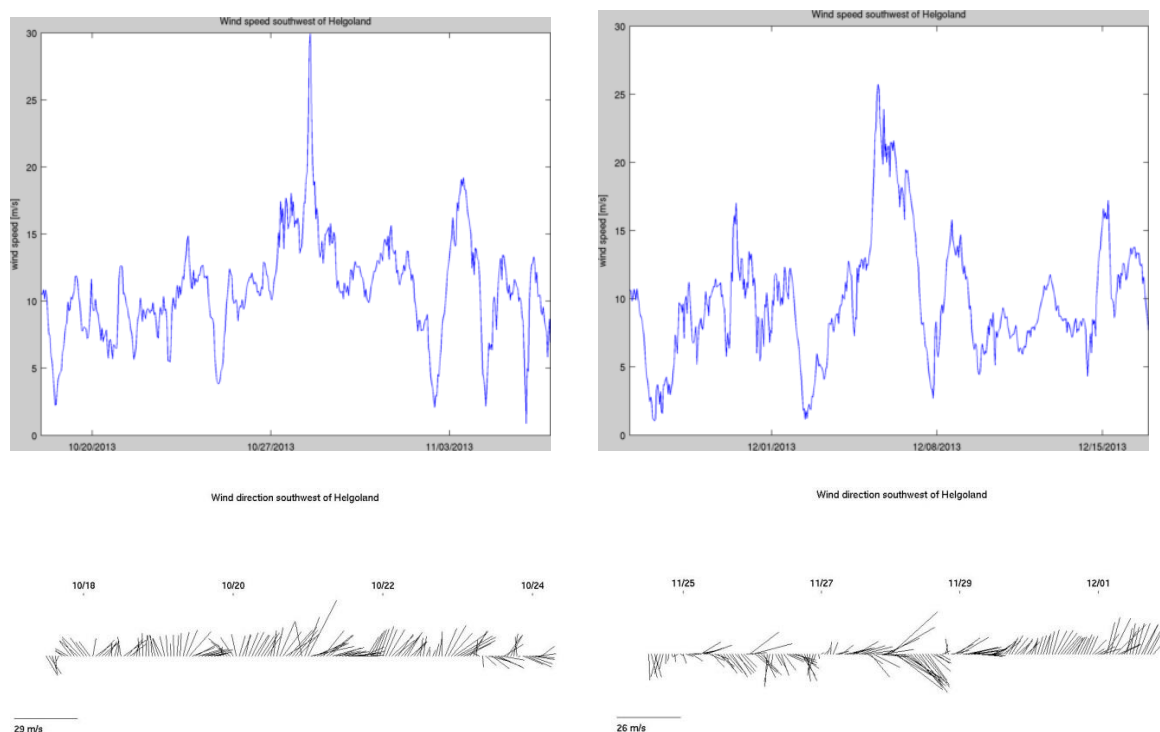 Wind speed southwest of Helgoland
30
25
20
15
10
5
0
wind speed [m/s]
10/20/2013 10/27/2013 11/03/2013
Wind speed southwest of Helgoland
30
25
20
15
10
5
0
wind speed [m/s]
12/01/2013 12/08/2013 12/15/2013
Wind direction southwest of Helgoland
10/18 10/20 10/22 10/24
29 m/s
Wind direction southwest of Helgoland
11/25 11/27 11/29 12/01
26 m/s